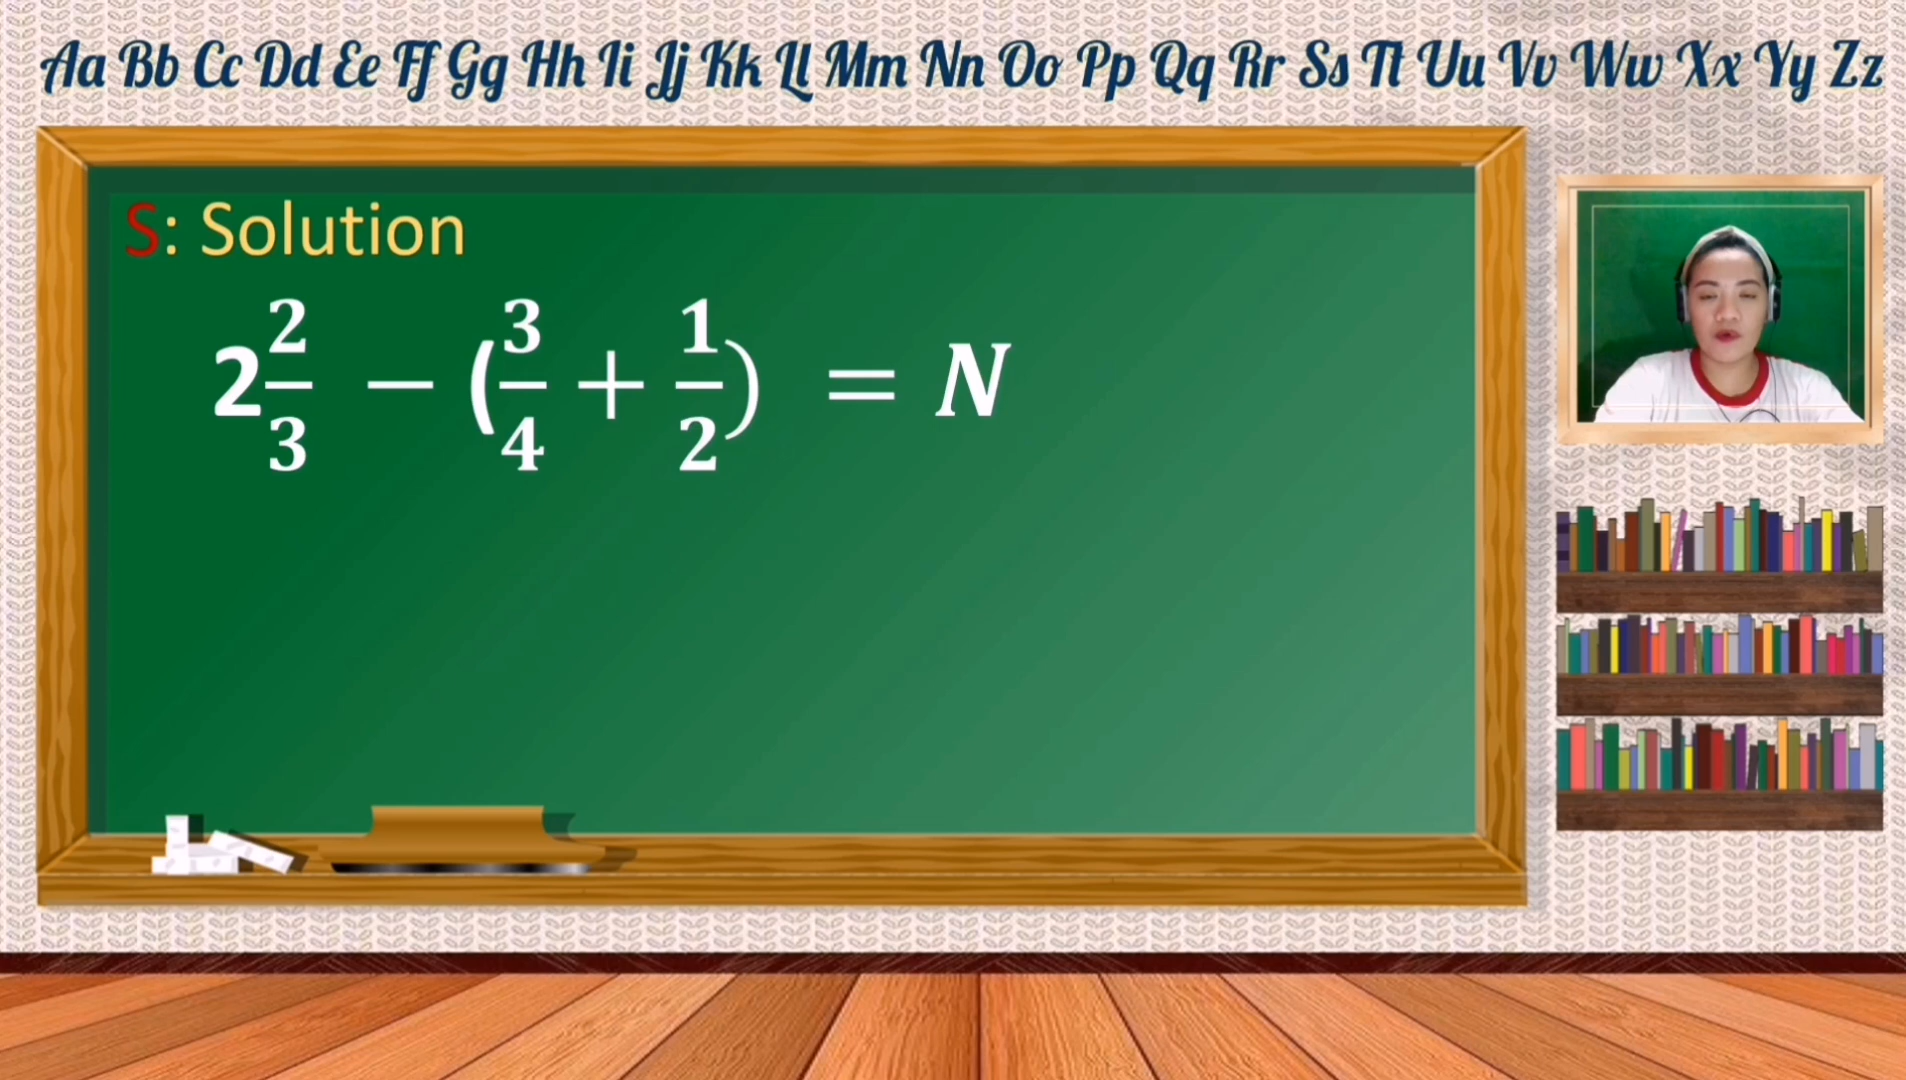 Aa Bb Cc Dd Ee Ff Gg Hh Ii Jj Kk Ll Mm Nn Oo Pp Qq Rr Ss Tt Uu Vv Ww Xx Yy Zz
S: Solution
2 2/3 − (3/4 + 1/2) = N